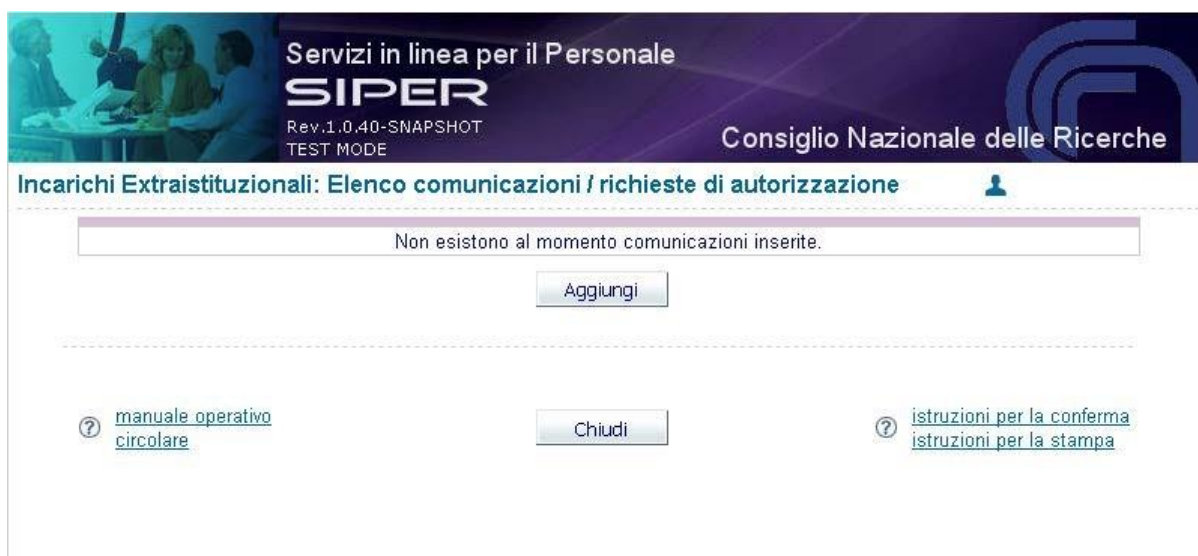 Servizi in linea per il Personale
SIPER
Rev.1.0.40-SNAPSHOT
TEST MODE
Consiglio Nazionale delle Ricerche
Incarichi Extraistituzionali: Elenco comunicazioni / richieste di autorizzazione
Non esistono al momento comunicazioni inserite.
Aggiungi
manuale operativo
circolare
Chiudi
istruzioni per la conferma
istruzioni per la stampa